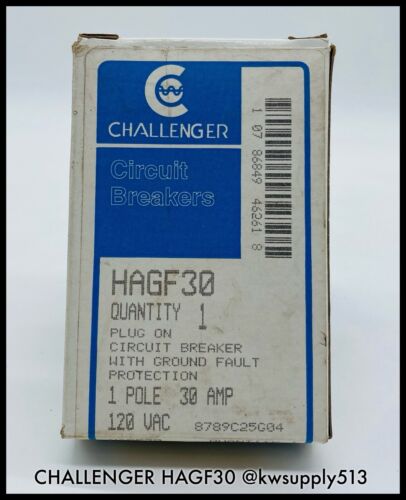 CHALLENGER
Circuit
Breakers
1 07 86849 46261 8
HAGF30
QUANTITY 1
PLUG ON
CIRCUIT BREAKER
WITH GROUND FAULT
PROTECTION
1 POLE 30 AMP
120 VAC 8789C25G04
CHALLENGER HAGF30 @kwsupply513